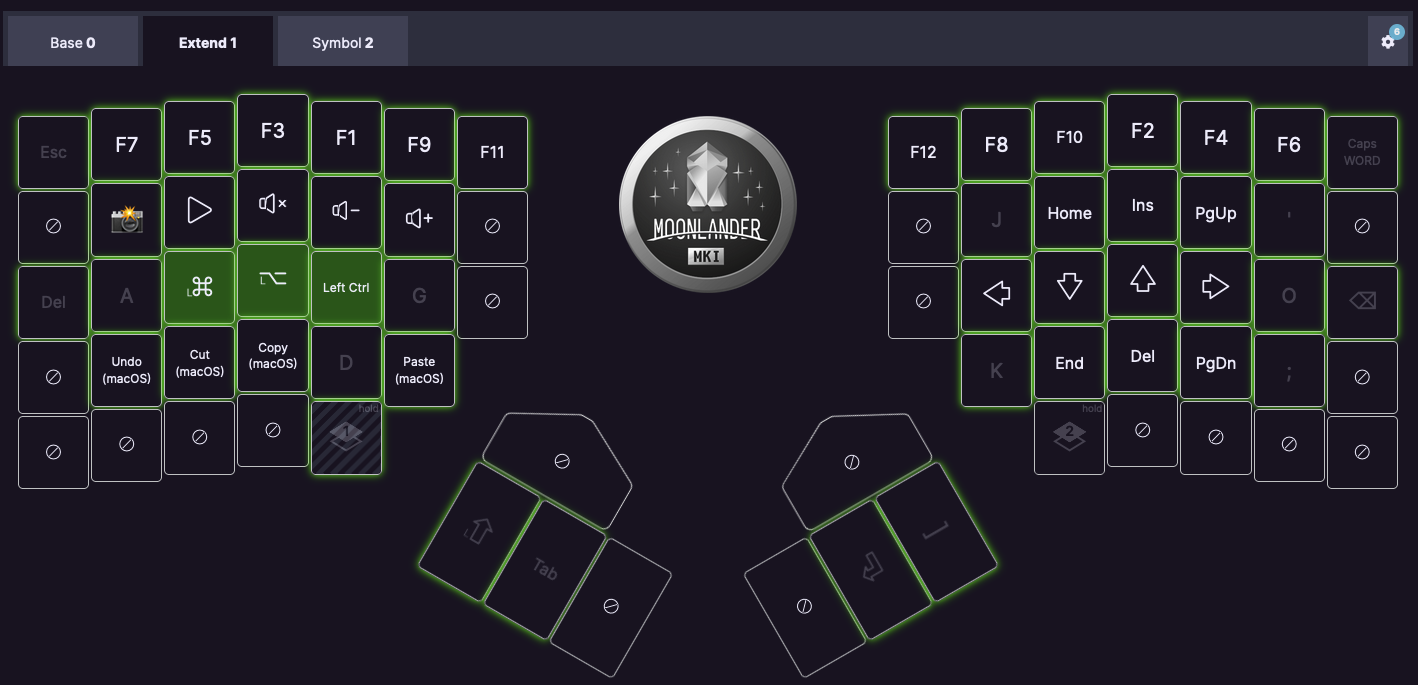 Base 0
Extend 1
Symbol 2
6
Esc
F7
F5
F3
F1
F9
F11
F12
F8
F10
F2
F4
F6
Caps
WORD
J
Home
Ins
PgUp
'
MOONLANDER
MKI
Del
A
L
L
Left Ctrl
G
O
Undo
(macOS)
Cut
(macOS)
Copy
(macOS)
D
Paste
(macOS)
K
End
Del
PgDn
;
hold
1
hold
2
L
Tab